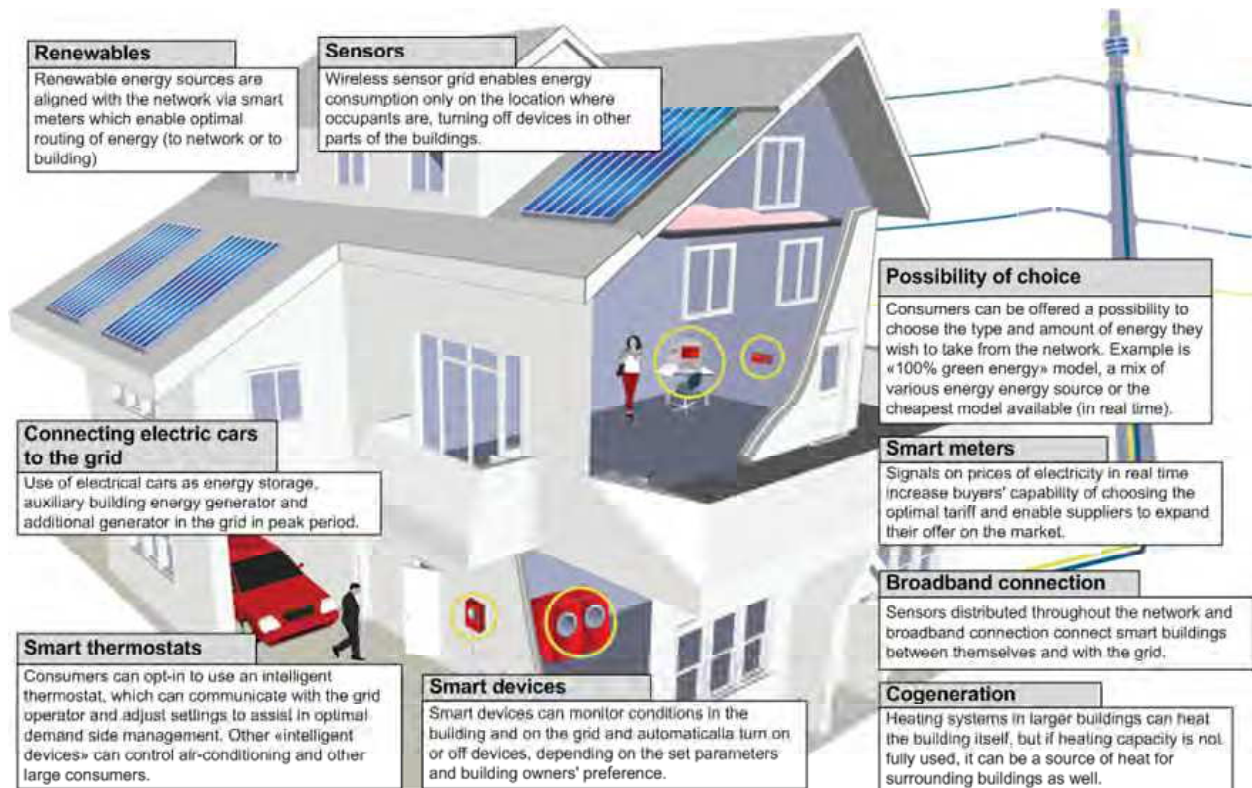 Renewables
Renewable energy sources are
aligned with the network via smart
meters which enable optimal
routing of energy (to network or to
building)
Sensors
Wireless sensor grid enables energy
consumption only on the location where
occupants are, turning off devices in other
parts of the buildings.
Possibility of choice
Consumers can be offered a possibility to
choose the type and amount of energy they
wish to take from the network. Example is
«100% green energy» model, a mix of
various energy energy source or the
cheapest model available (in real time).
Connecting electric cars
to the grid
Use of electrical cars as energy storage,
auxiliary building energy generator and
additional generator in the grid in peak period.
Smart meters
Signals on prices of electricity in real time
increase buyers' capability of choosing the
optimal tariff and enable suppliers to expand
their offer on the market.
Broadband connection
Sensors distributed throughout the network and
broadband connection connect smart buildings
between themselves and with the grid.
Smart thermostats
Consumers can opt-in to use an intelligent
thermostat, which can communicate with the grid
operator and adjust settings to assist in optimal
demand side management. Other «intelligent
devices» can control air-conditioning and other
large consumers.
Smart devices
Smart devices can monitor conditions in the
building and on the grid and automaticalla turn on
or off devices, depending on the set parameters
and building owners' preference.
Cogeneration
Heating systems in larger buildings can heat
the building itself, but if healing capacity is not
fully used, it can be a source of heat for
surrounding buildings as well.